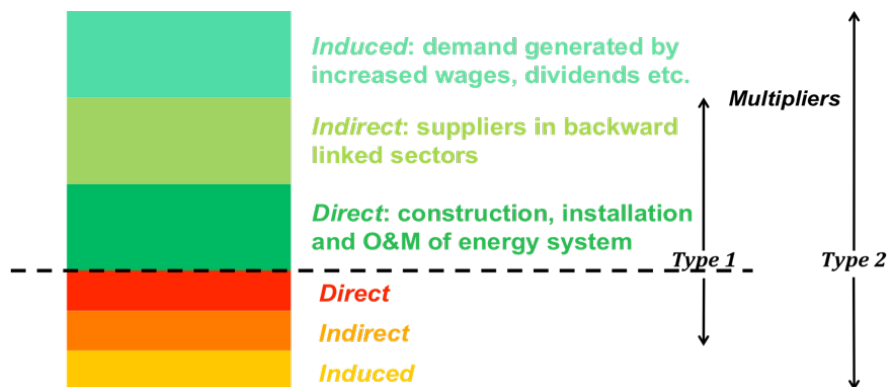 Induced: demand generated by
increased wages, dividends etc.
Multipliers
Indirect: suppliers in backward
linked sectors
Direct: construction, installation
and O&M of energy system
Type 1
Type 2
Direct
Indirect
Induced